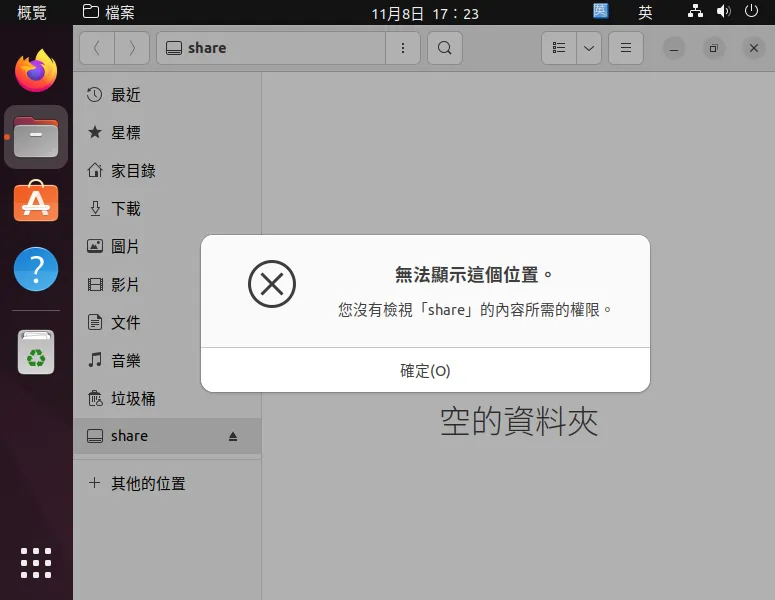 概覽
檔案
11月8日 17：23
英
英
share
最近
星標
家目錄
下載
圖片
影片
文件
音樂
垃圾桶
share
其他的位置
無法顯示這個位置。
您沒有檢視「share」的內容所需的權限。
確定(O)
空的資料夾